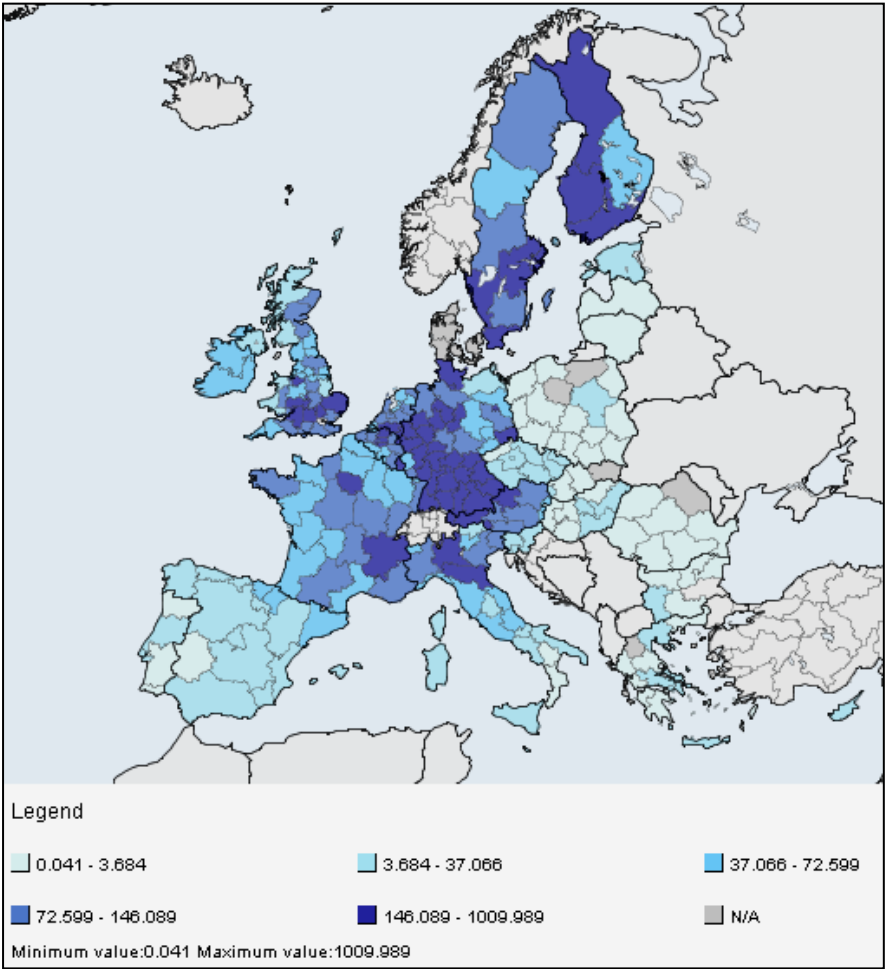 Legend
0.041 - 3.684
3.684 - 37.066
37.066 - 72.599
72.599 - 146.089
146.089 - 1009.989
N/A
Minimum value:0.041 Maximum value:1009.989